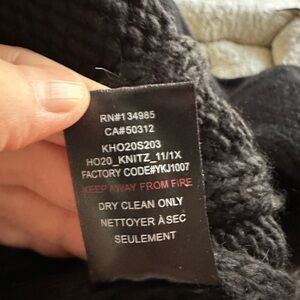 RN#134985
CA#50312
KHO20S203
HO20_KNITZ_11/1X
FACTORY CODE#YKJ1007
KEEP AWAY FROM FIRE
DRY CLEAN ONLY
NETTOYER À SEC
SEULEMENT